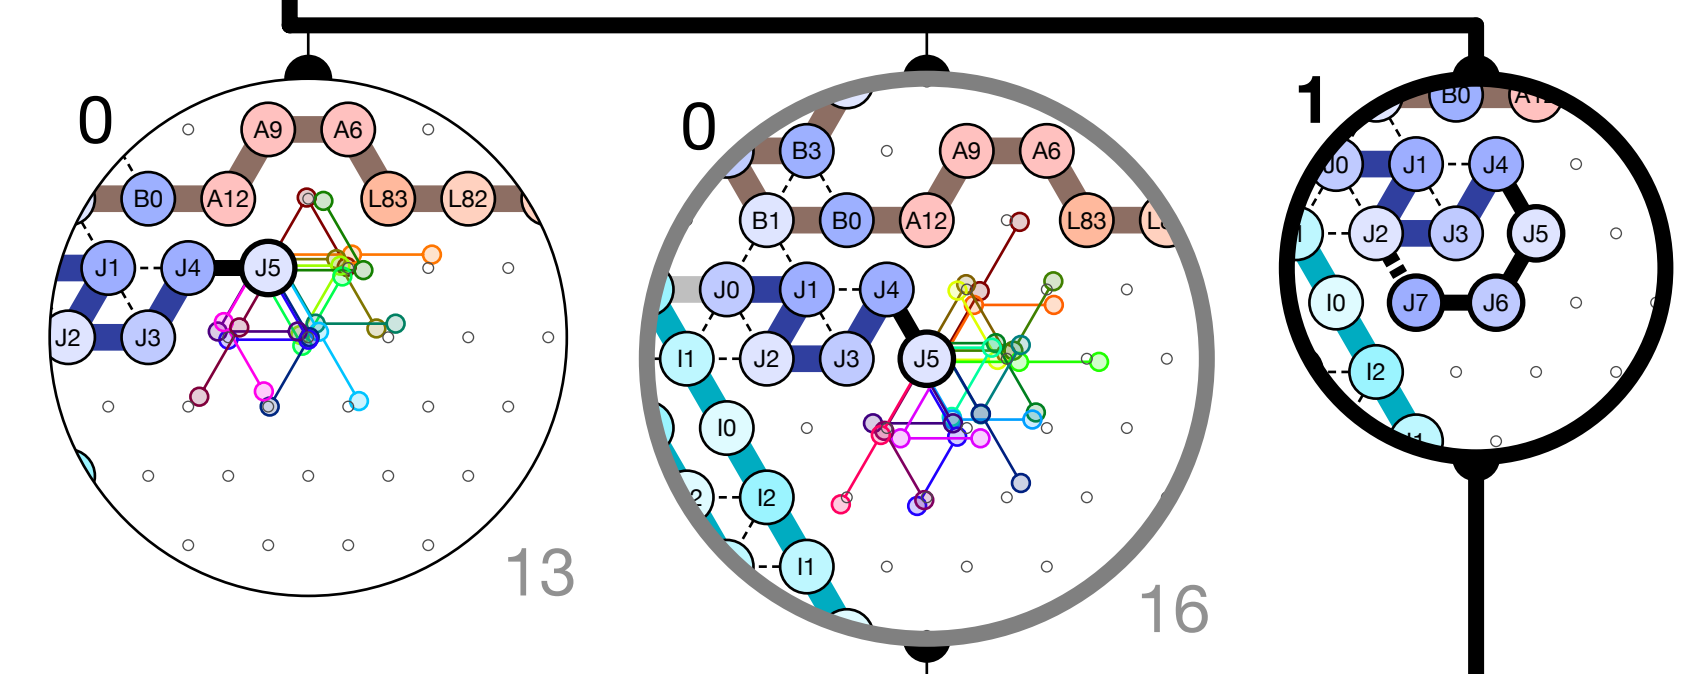 0
A9 A6
B0 A12 L83 L82
J1 J4 J5
J2 J3
13
0
B3 A9 A6
B1 B0 A12 L83
J0 J1 J4
I1 J2 J3 J5
I0
I2
I1
16
1
B0
J0 J1 J4
J2 J3 J5
I0 J7 J6
I2
I1